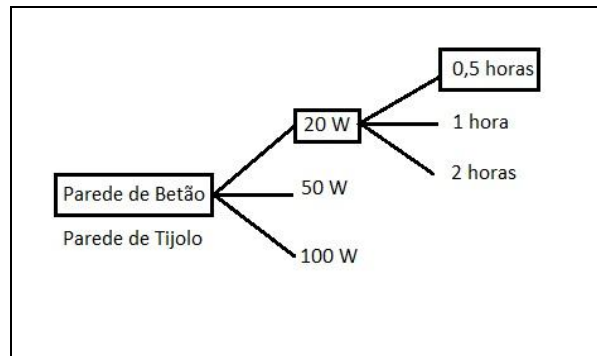 0,5 horas
20 W
1 hora
2 horas
Parede de Betão
50 W
Parede de Tijolo
100 W